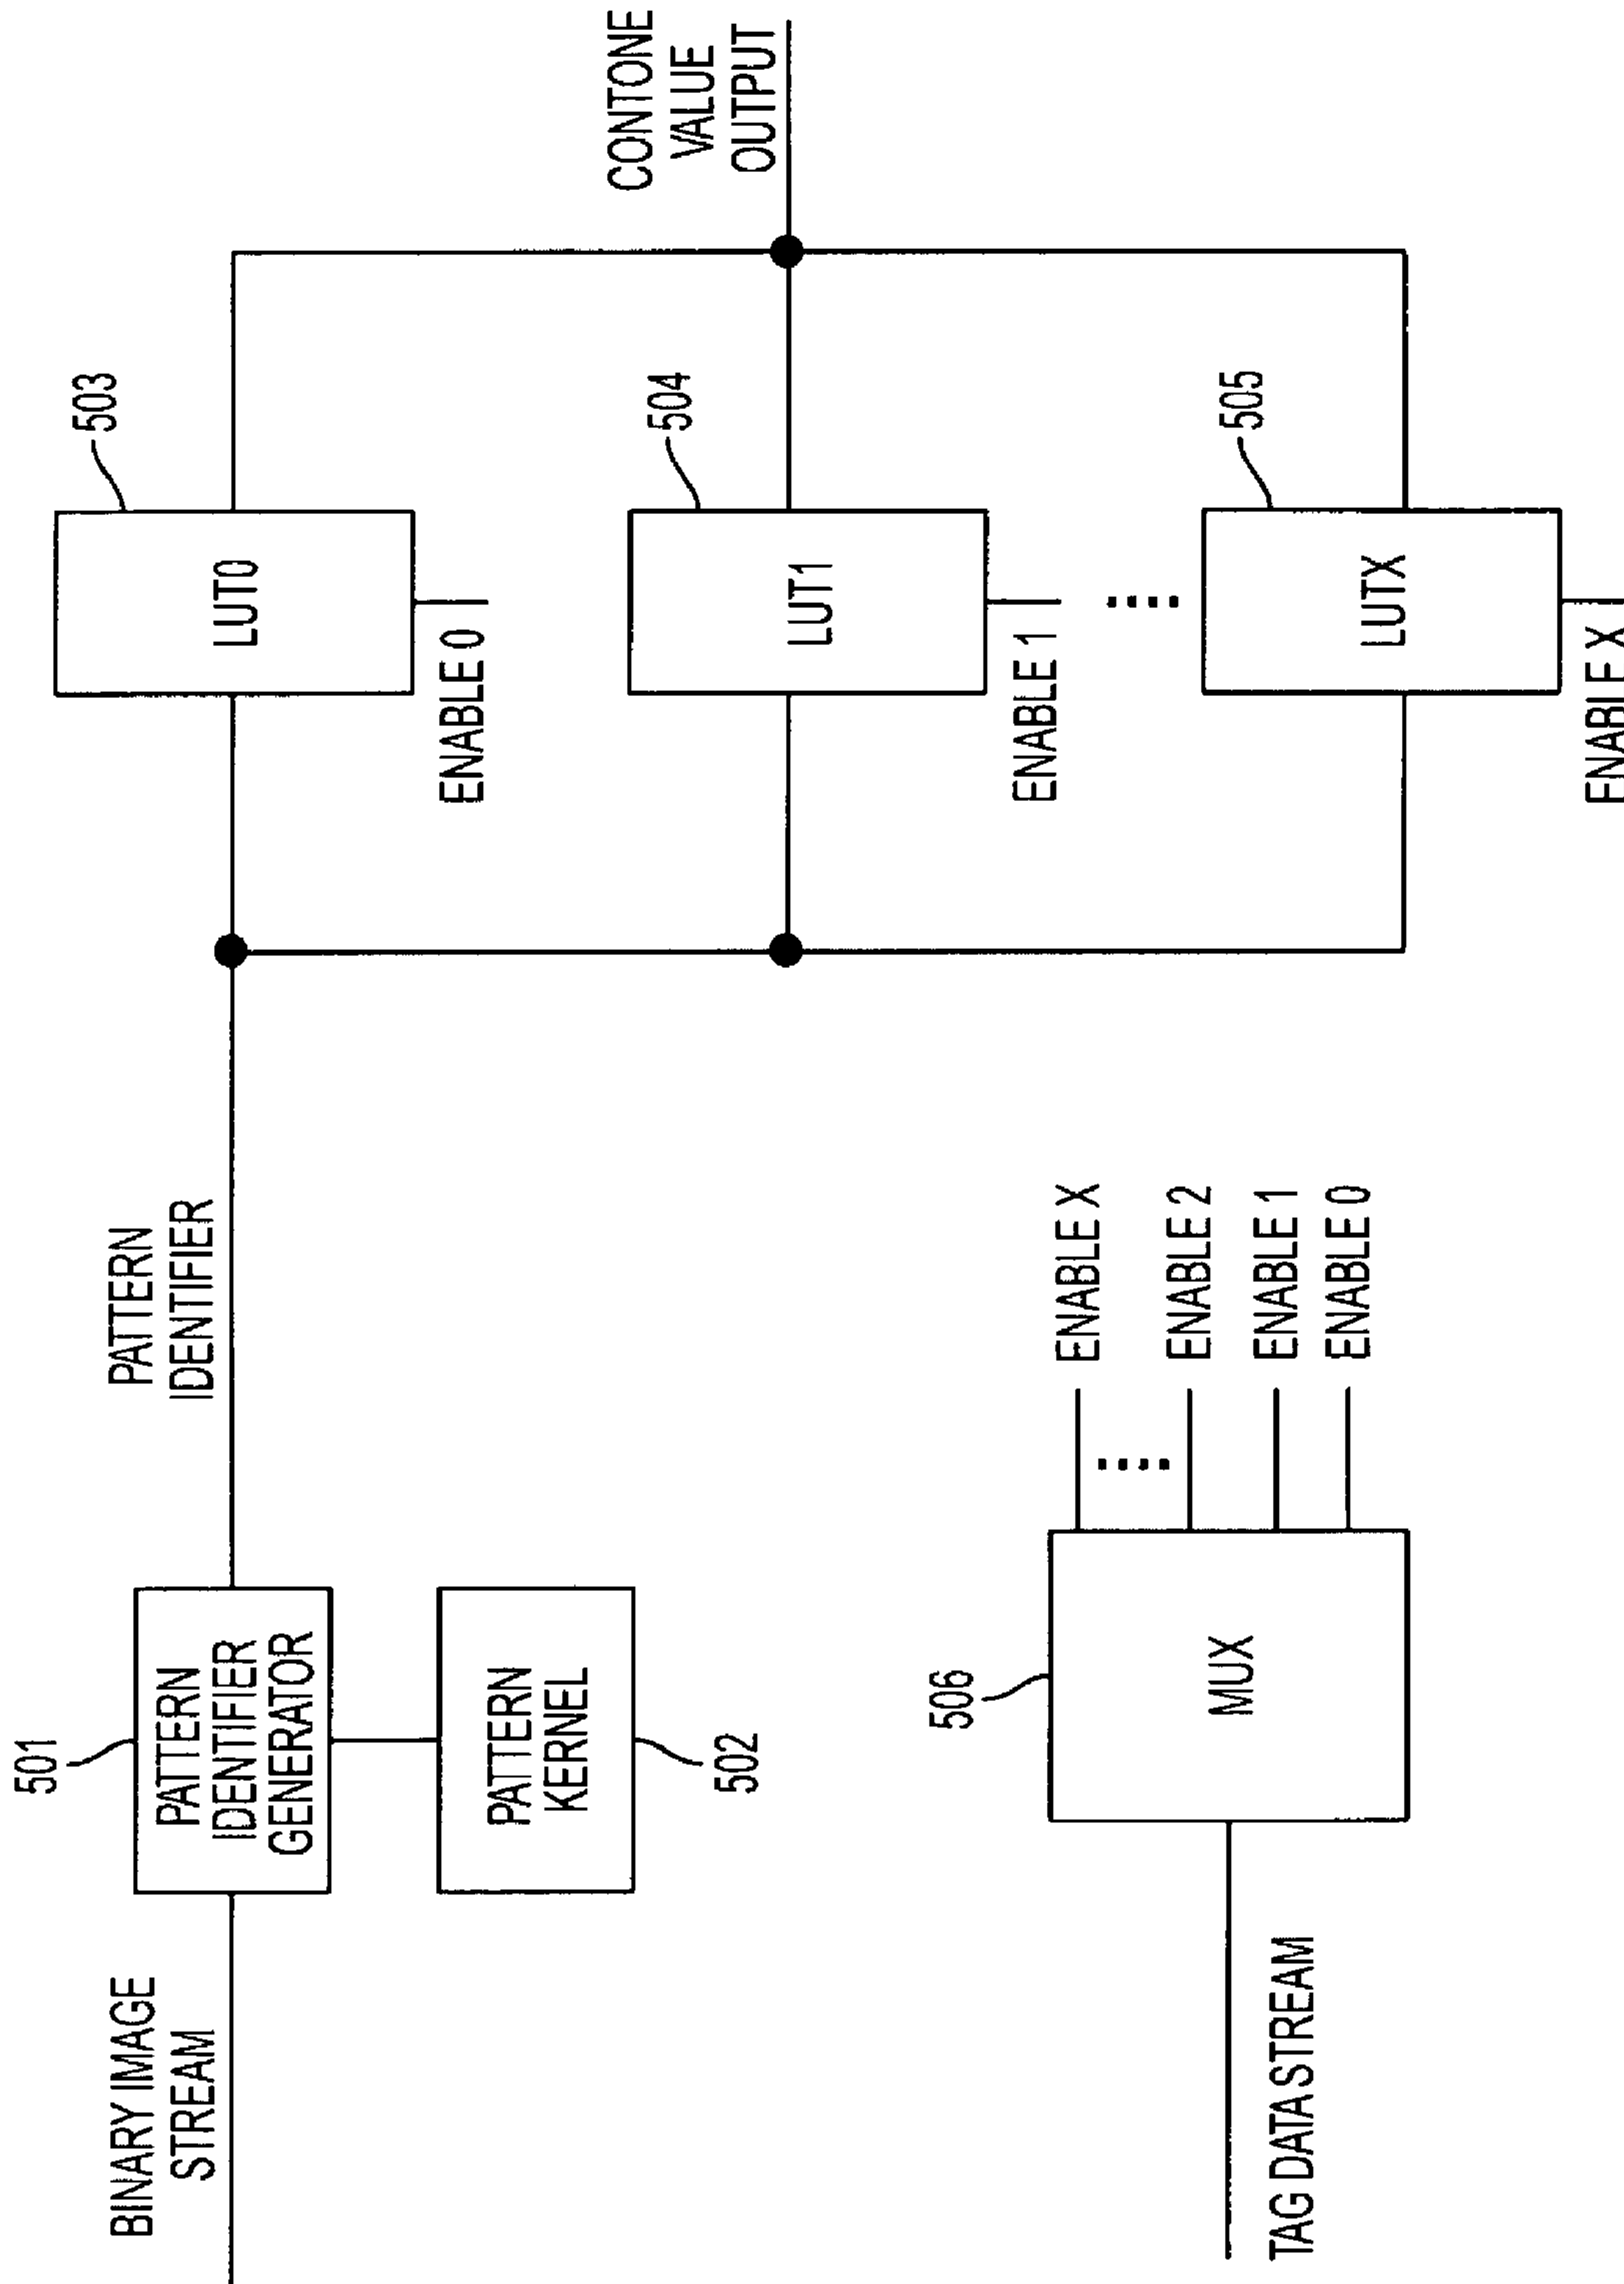 501
BINARY IMAGE
STREAM
PATTERN
IDENTIFIER
GENERATOR
PATTERN
IDENTIFIER
503
LUT0
ENABLE 0
PATTERN
KERNEL
502
504
LUT1
ENABLE 1
CONTONE
VALUE
OUTPUT
506
MUX
TAG DATA STREAM
ENABLE X
ENABLE 2
ENABLE 1
ENABLE 0
505
LUTX
ENABLE X